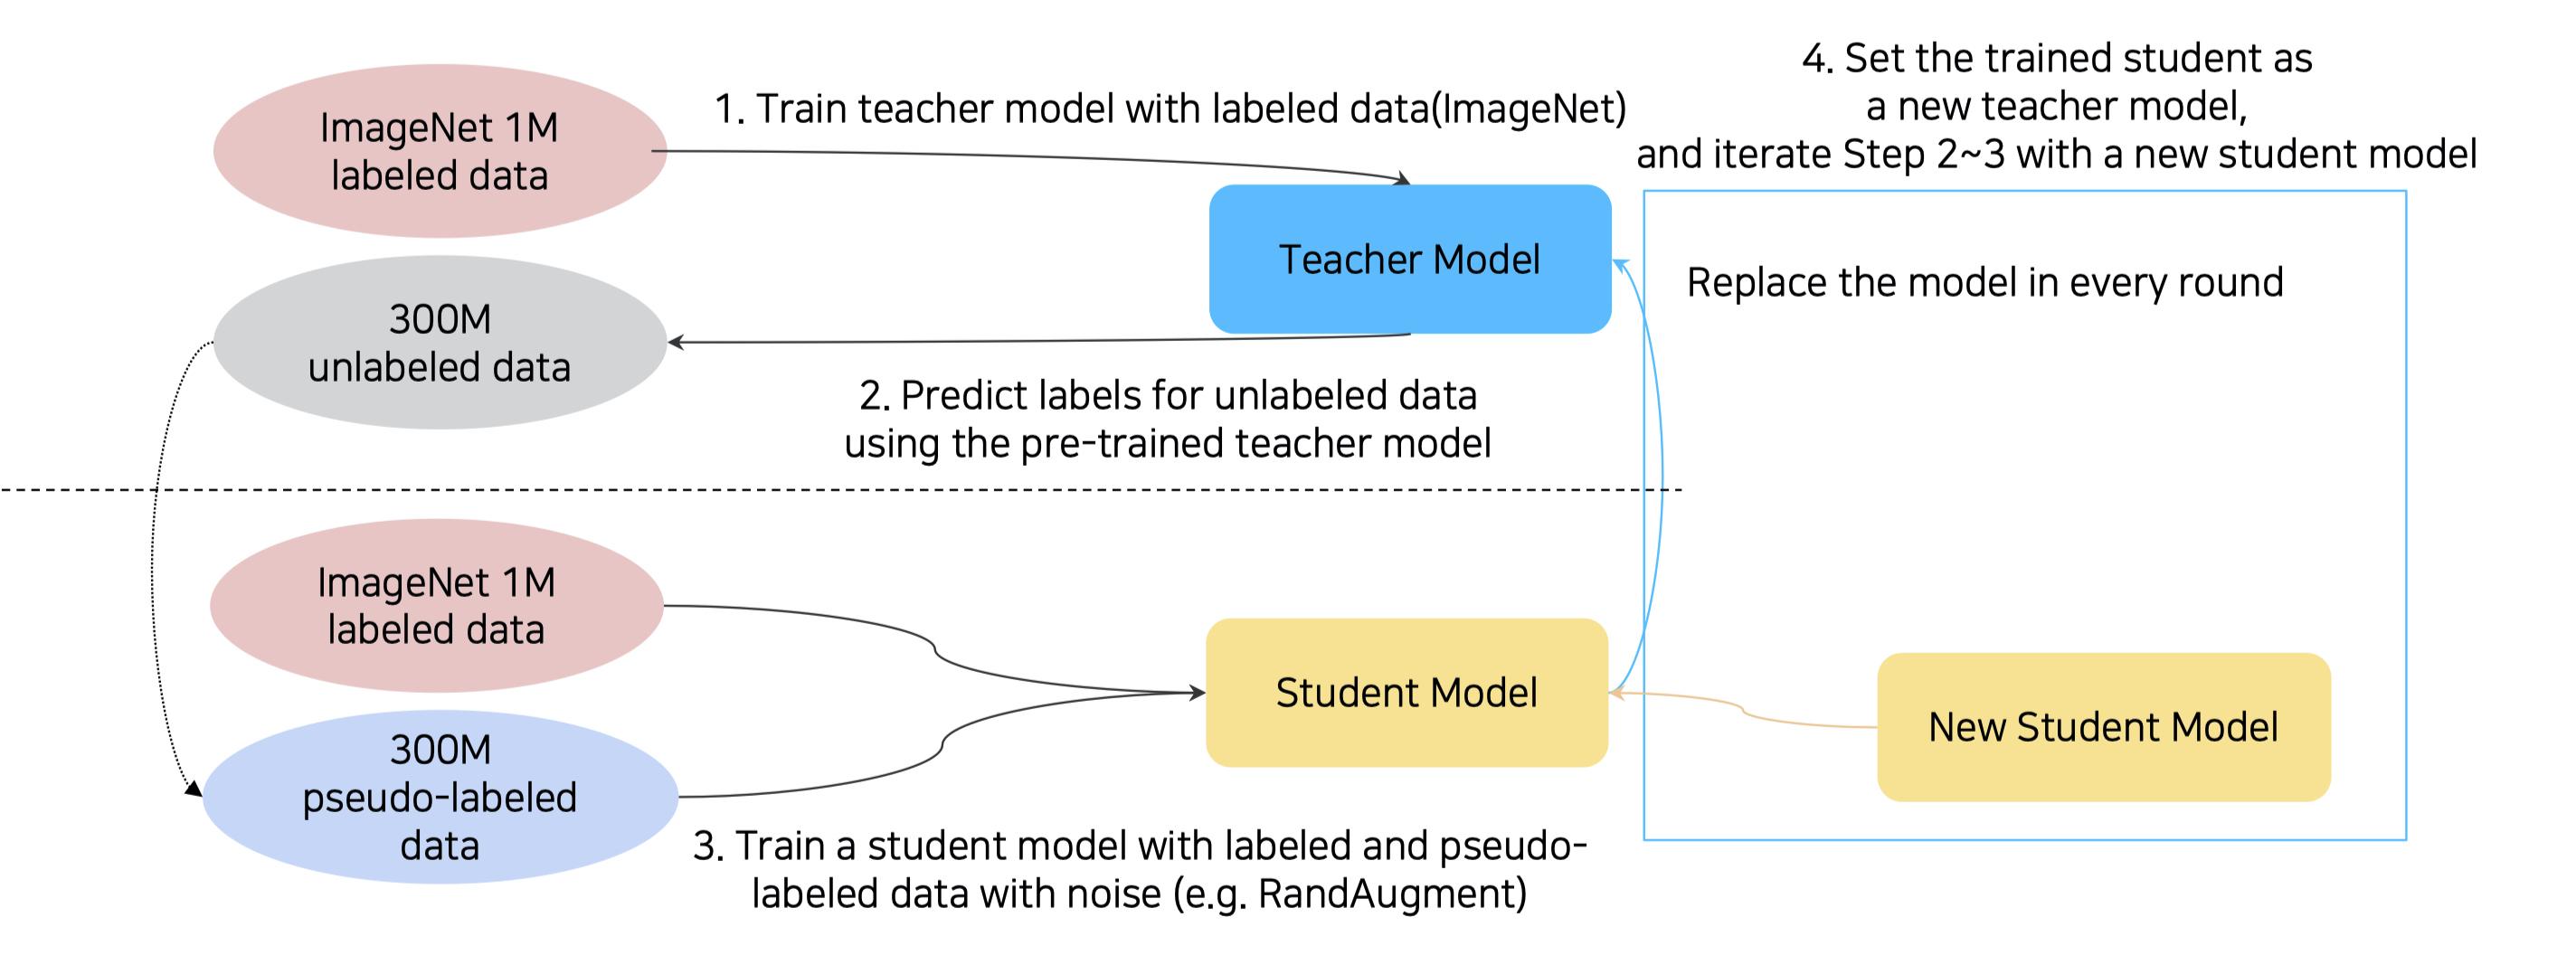 ImageNet 1M
labeled data
1. Train teacher model with labeled data(ImageNet)
4. Set the trained student as
a new teacher model,
and iterate Step 2~3 with a new student model
Teacher Model
Replace the model in every round
300M
unlabeled data
2. Predict labels for unlabeled data
using the pre-trained teacher model
ImageNet 1M
labeled data
Student Model
New Student Model
300M
pseudo-labeled
data
3. Train a student model with labeled and pseudo-
labeled data with noise (e.g. RandAugment)